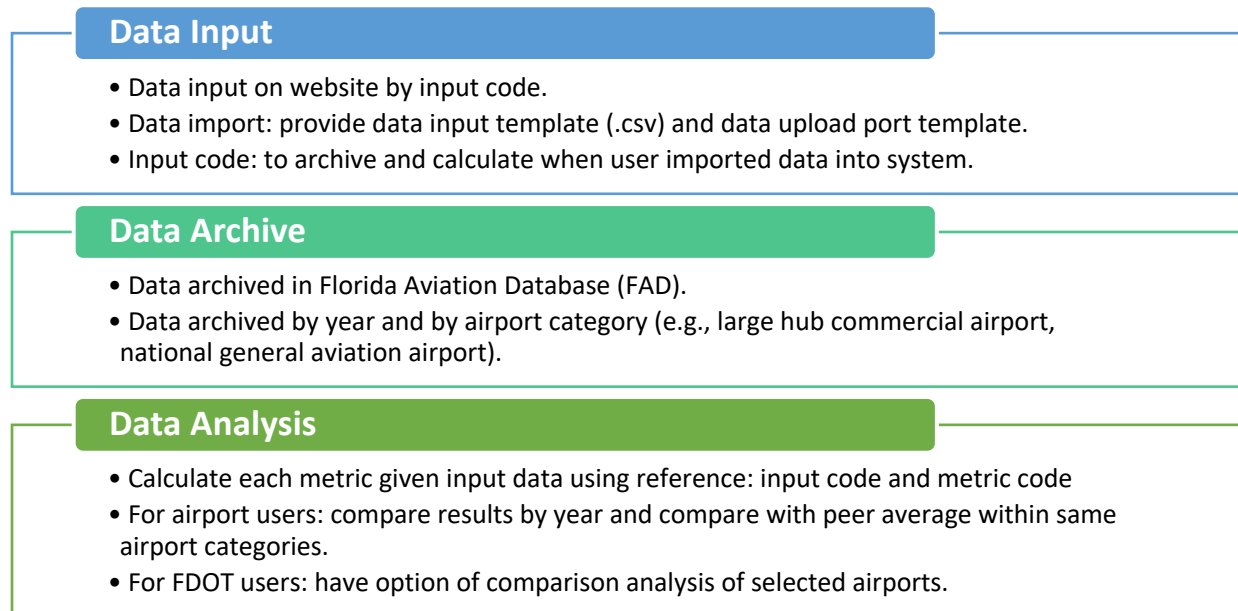 Data Input
• Data input on website by input code.
• Data import: provide data input template (.csv) and data upload port template.
• Input code: to archive and calculate when user imported data into system.
Data Archive
• Data archived in Florida Aviation Database (FAD).
• Data archived by year and by airport category (e.g., large hub commercial airport,
national general aviation airport).
Data Analysis
• Calculate each metric given input data using reference: input code and metric code
• For airport users: compare results by year and compare with peer average within same
airport categories.
• For FDOT users: have option of comparison analysis of selected airports.